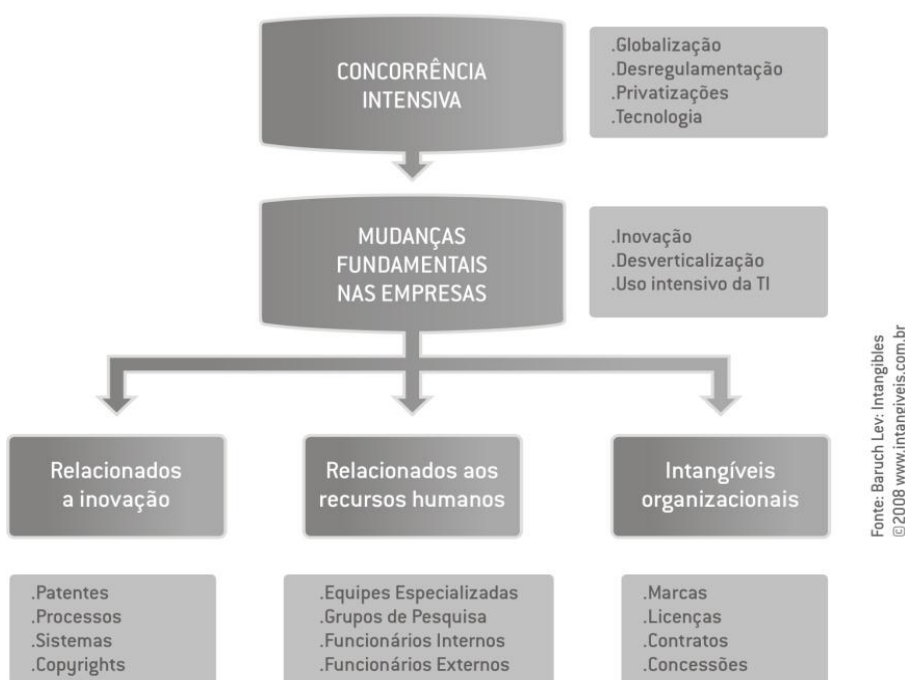 CONCORRÊNCIA
INTENSIVA
.Globalização
.Desregulamentação
.Privatizações
.Tecnologia
MUDANÇAS
FUNDAMENTAIS
NAS EMPRESAS
.Inovação
.Desverticalização
.Uso intensivo da TI
Relacionados
a inovação
Relacionados aos
recursos humanos
Intangíveis
organizacionais
.Patentes
.Processos
.Sistemas
.Copyrights
.Equipes Especializadas
.Grupos de Pesquisa
.Funcionários Internos
.Funcionários Externos
.Marcas
.Licenças
.Contratos
.Concessões
Fonte: Baruch Lev: Intangibles
©2008 www.intangiveis.com.br